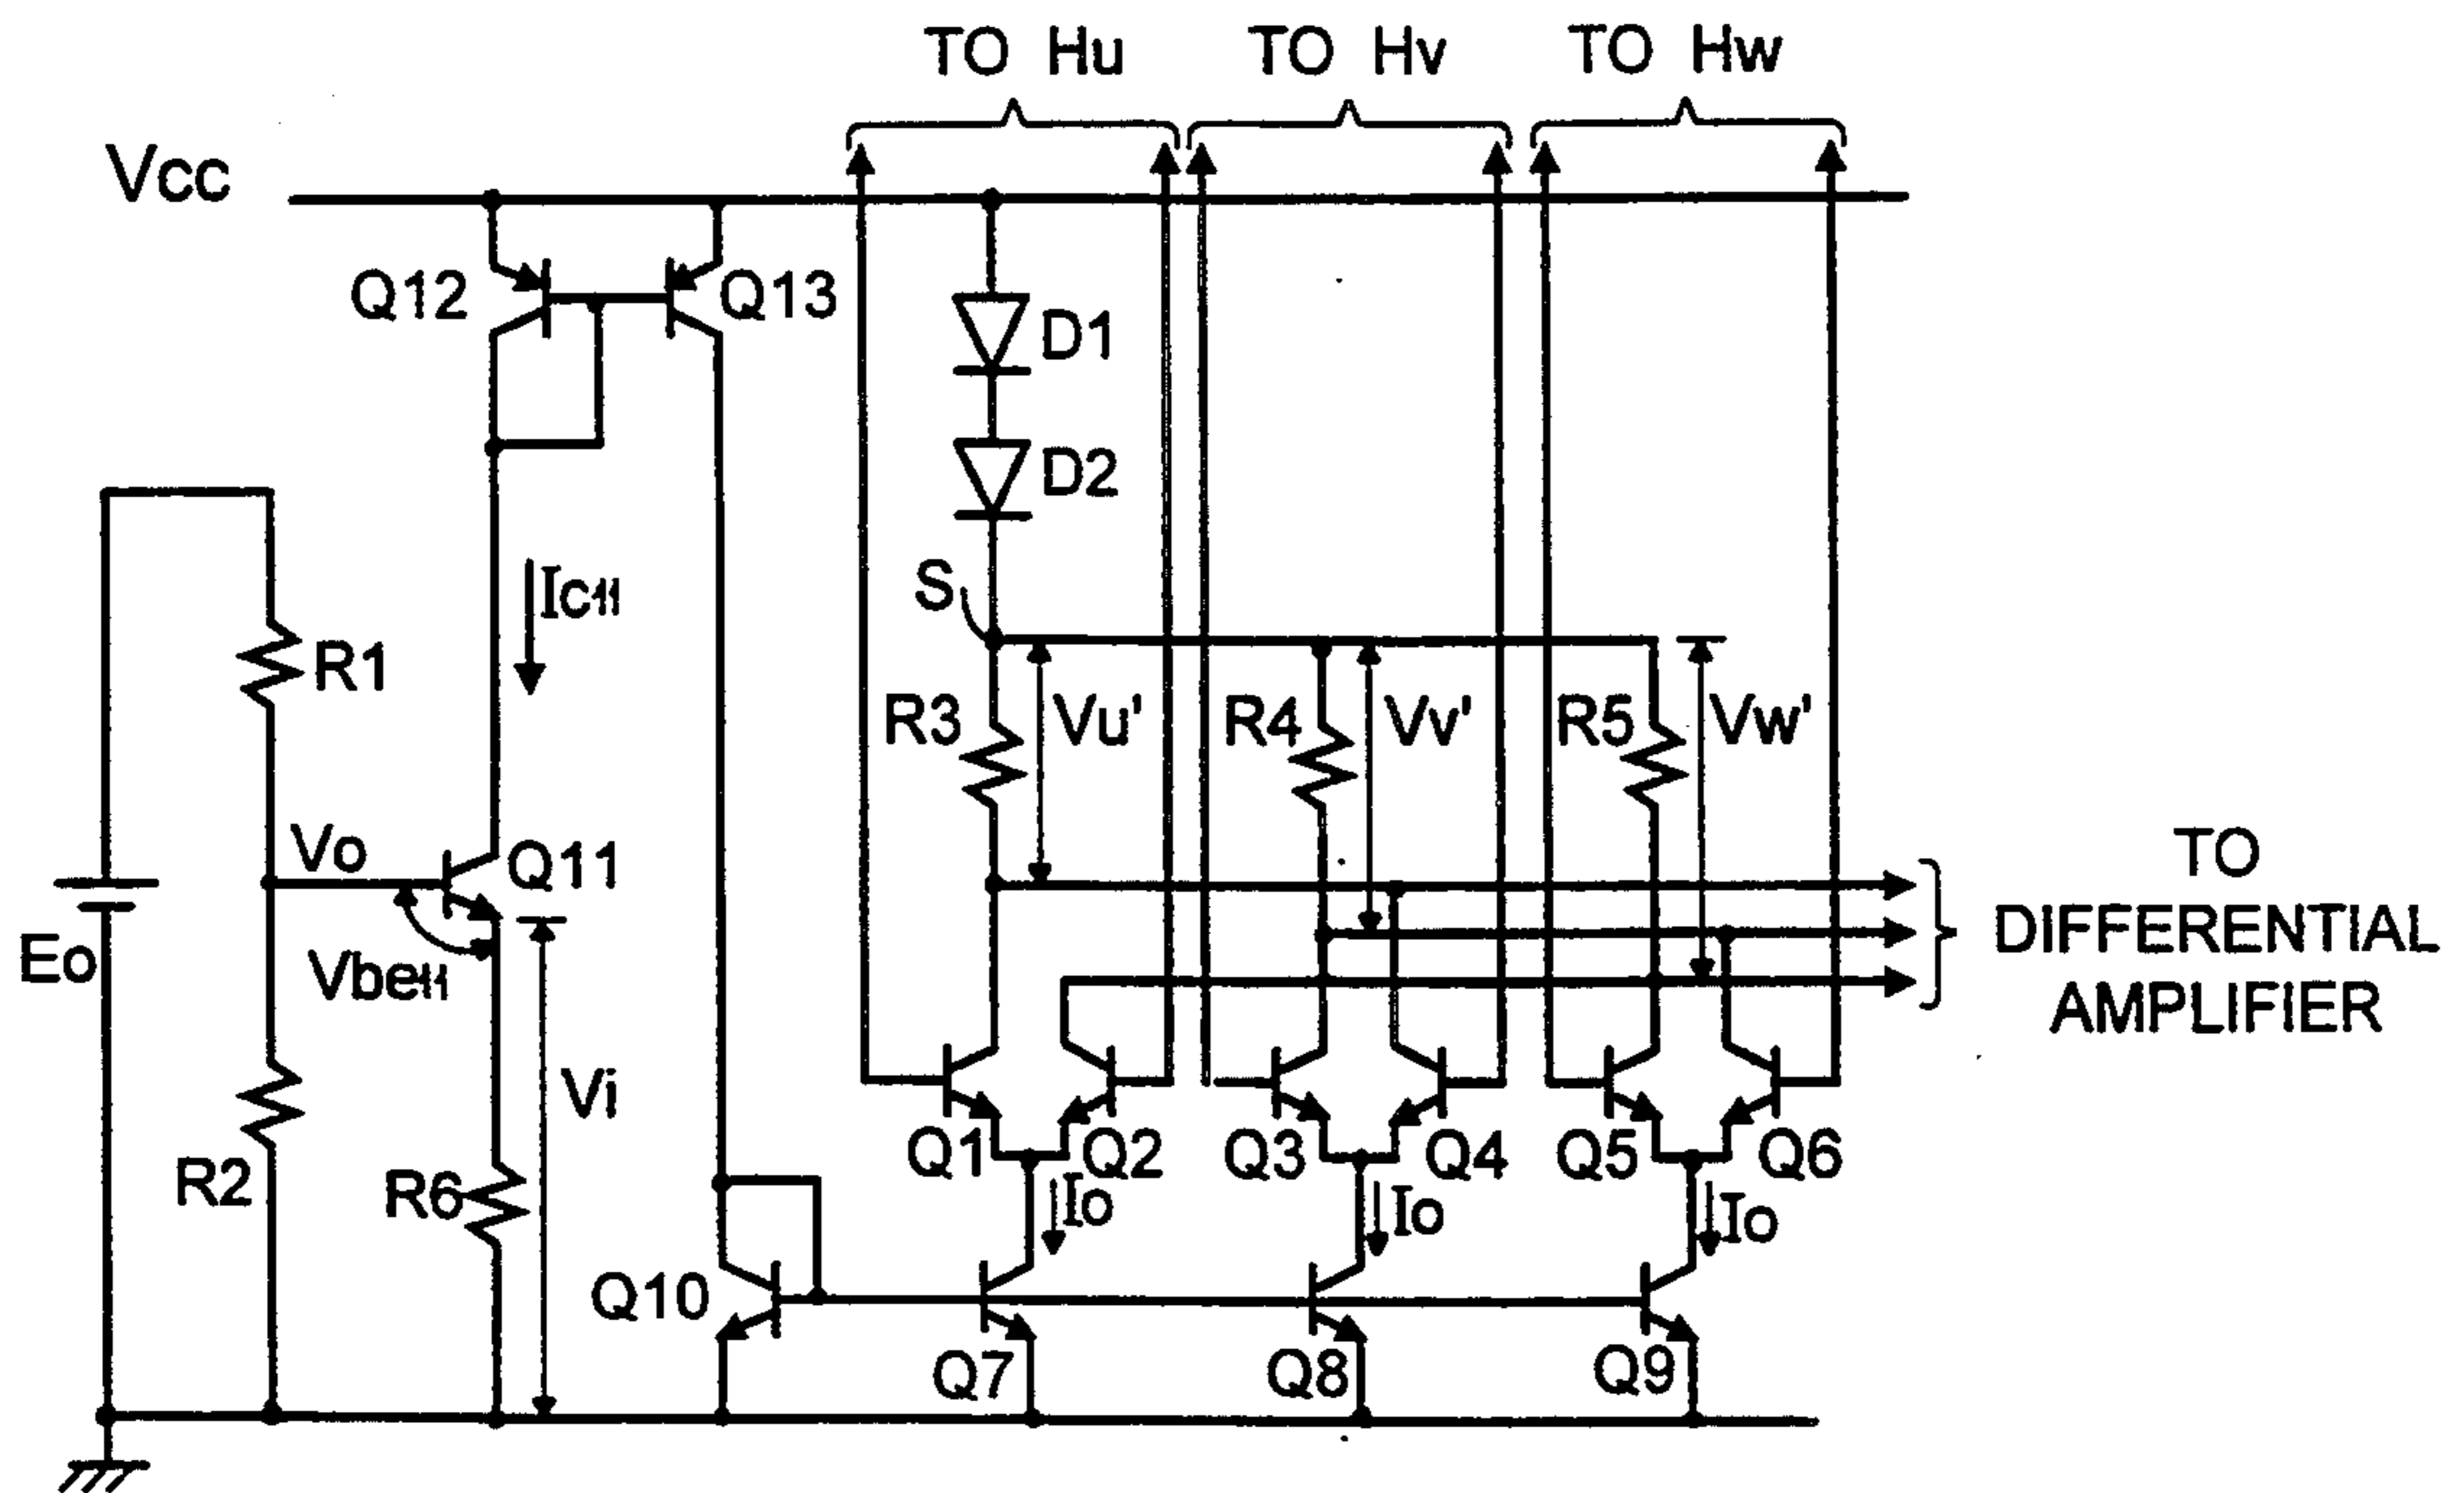 TO Hu TO Hv TO Hw
Vcc
Q12 Q13
D1
D2
S
Ic11
R1
R3 Vu' R4 Vv' R5 Vw'
Vo Q11
TO
DIFFERENTIAL
AMPLIFIER
Eo
Vbe11
Vi
R2 R6
Q1 Q2 Q3 Q4 Q5 Q6
Io Io Io
Q10
Q7 Q8 Q9